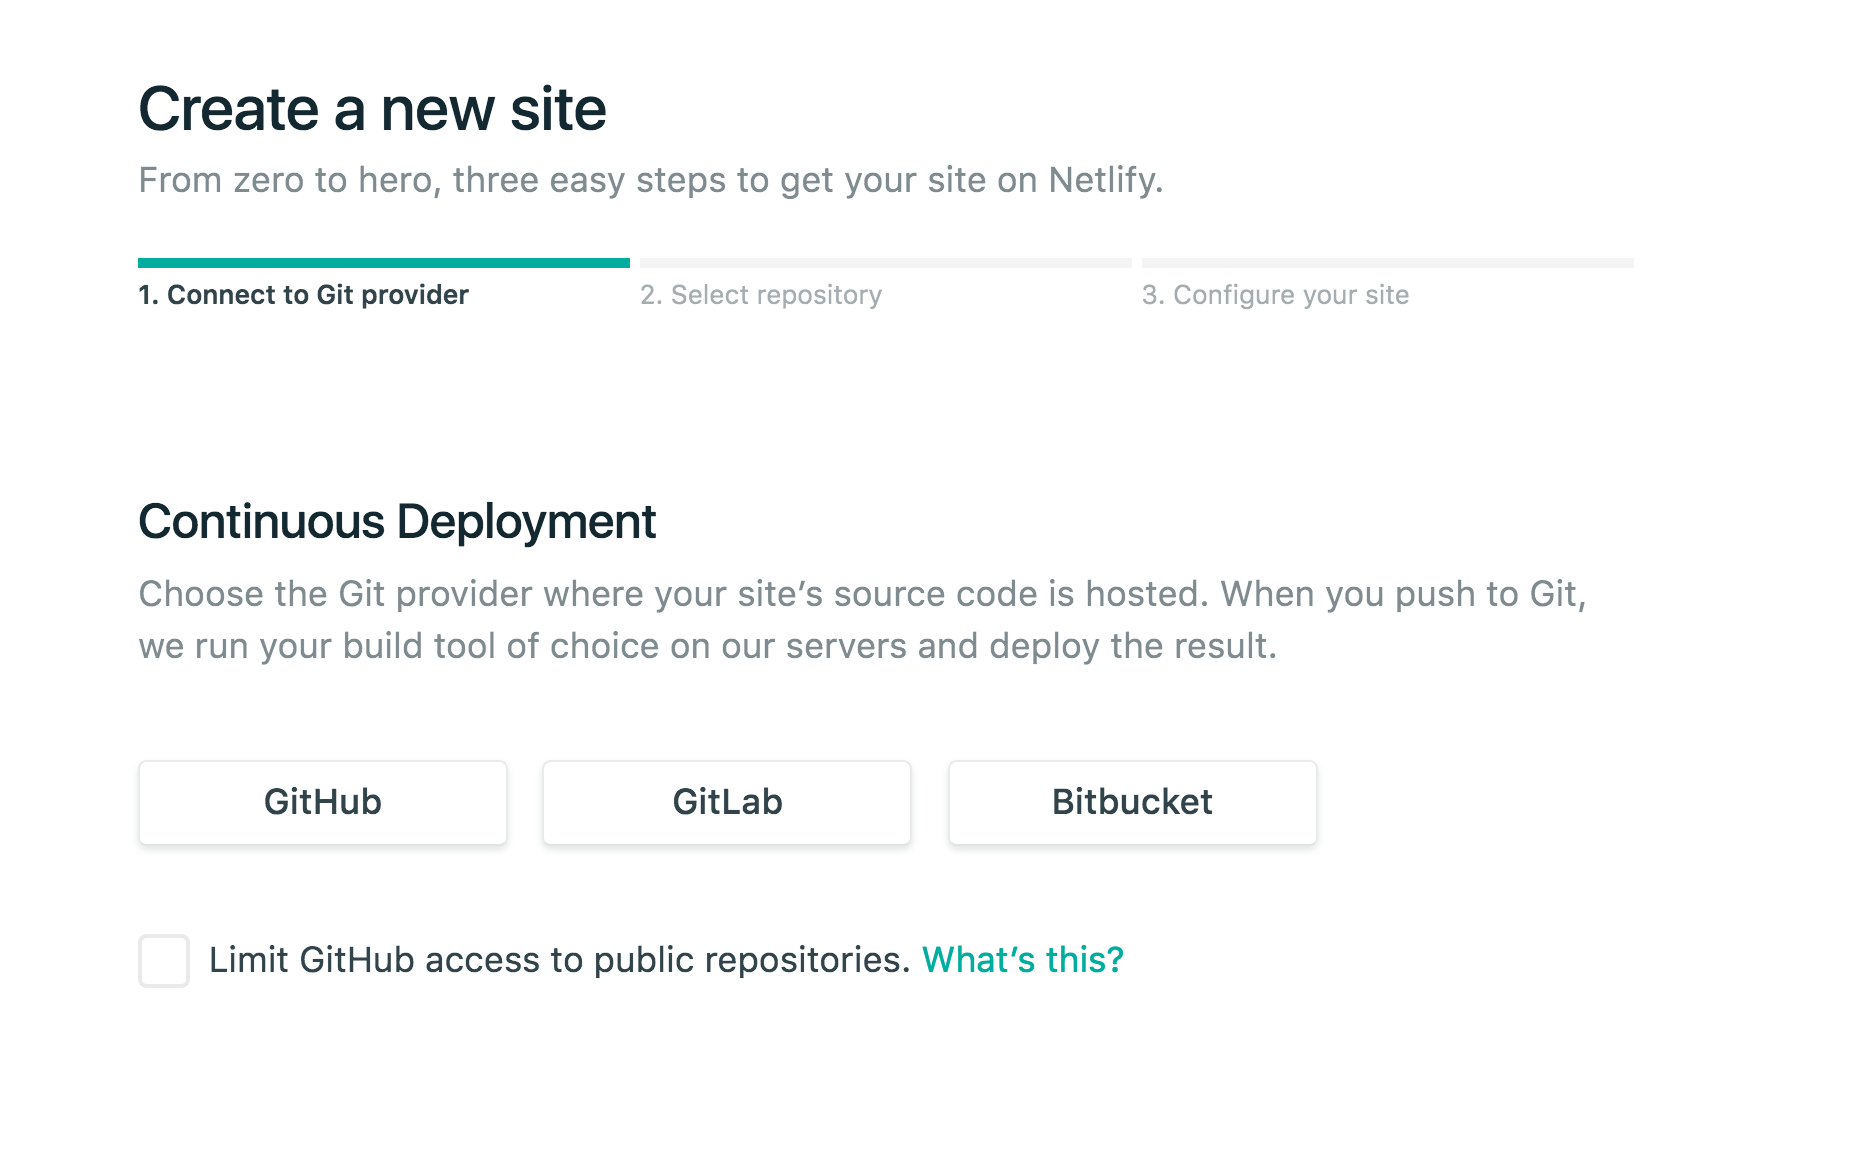 Create a new site
From zero to hero, three easy steps to get your site on Netlify.
1. Connect to Git provider
2. Select repository
3. Configure your site
Continuous Deployment
Choose the Git provider where your site’s source code is hosted. When you push to Git,
we run your build tool of choice on our servers and deploy the result.
GitHub
GitLab
Bitbucket
Limit GitHub access to public repositories. What’s this?